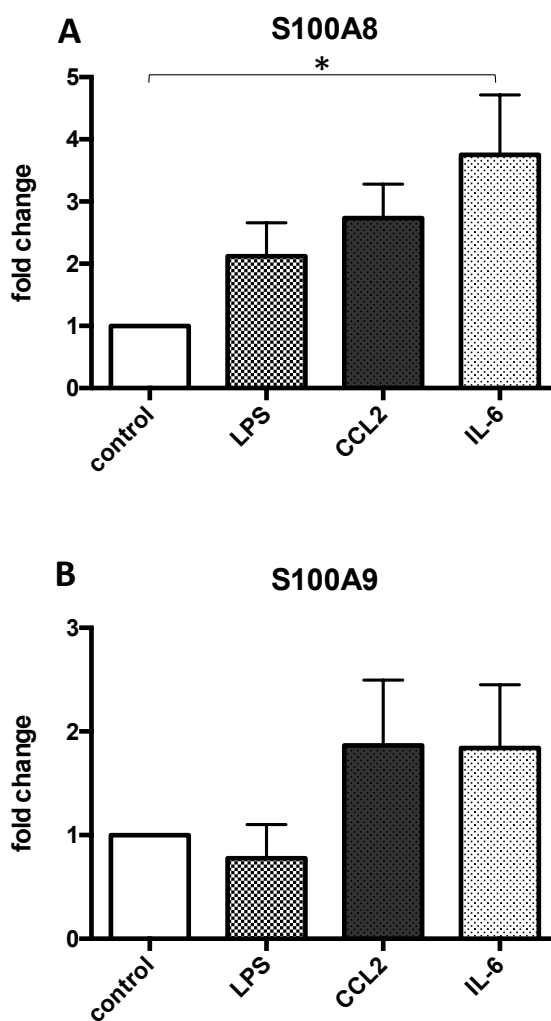 A
S100A8
*
5
4
3
2
1
0
fold change
control
LPS
CCL2
IL-6
B
S100A9
3
2
1
0
fold change
control
LPS
CCL2
IL-6